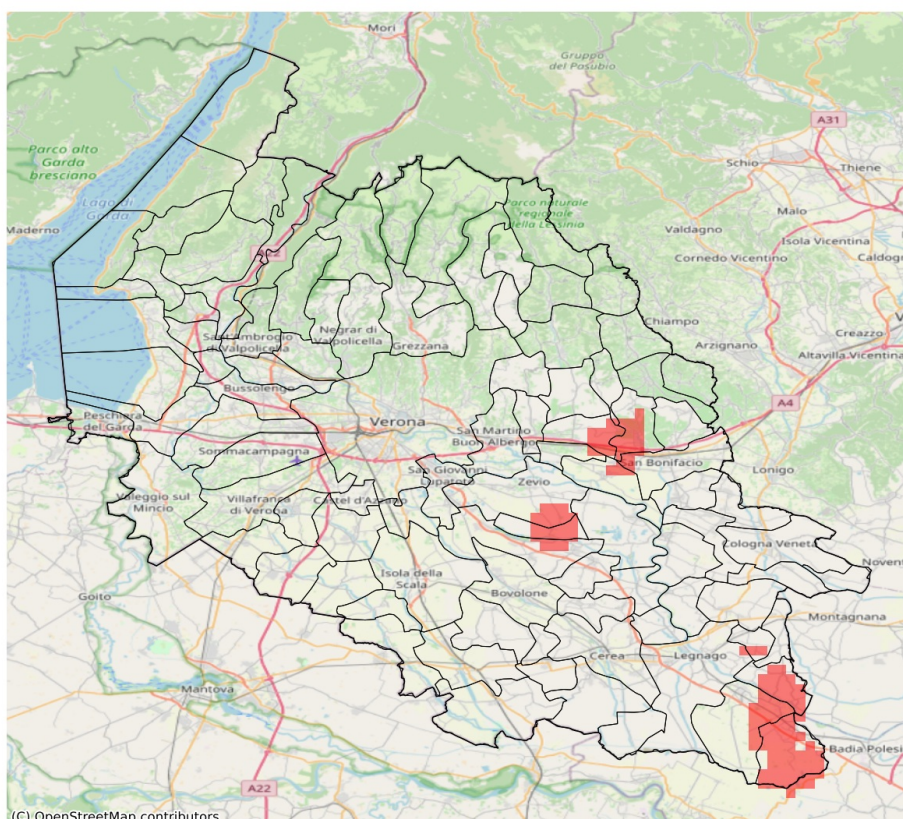 Mori
Gruppo
del Pasubio
A31
Parco alto
Garda
bresciano
Schio
Thiene
Lago di
Garda
Parco naturale
regionale
della Lessinia
Malo
Maderno
Valdagno
Isola Vicentina
Cornedo Vicentino
Caldogn
A22
Chiampo
Sant'Ambrogio
di Valpolicella
Negrar di
Valpolicella
Grezzana
Arzignano
Creazzo
Altavilla Vicentina
Bussolengo
A4
Peschiera
del Garda
Verona
San Martino
Buon Albergo
Sommacampagna
San Bonifacio
Lonigo
San Giovanni
Lupatoto
Zevio
Valeggio sul
Mincio
Villafranca
di Verona
Castel d'Azzano
Cologna Veneta
Noven
Isola della
Scala
Goito
Bovolone
Montagnana
Cerea
Legnago
Mantova
Badia Polesi
A22
(C) OpenStreetMap contributors